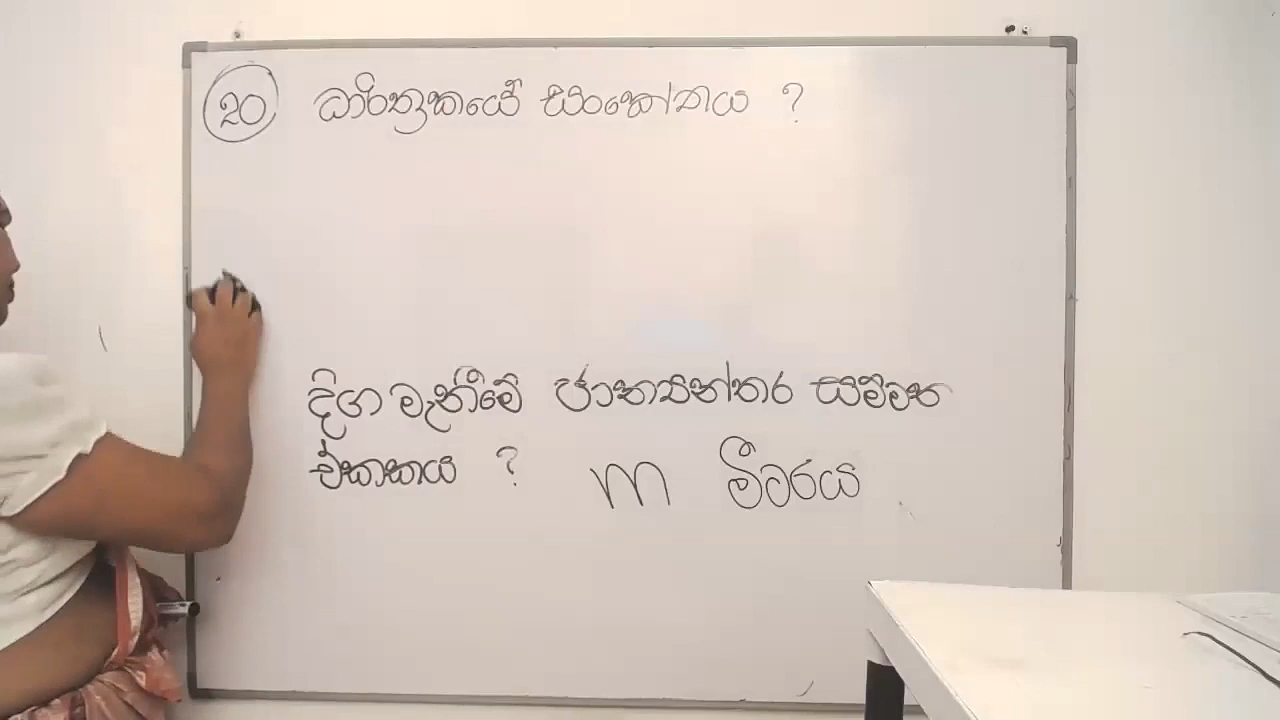 20 ධාරිත්‍රකයේ සංකේතය ?
දිග මැනීමේ ජාත්‍යන්තර සම්මත
ඒකකය ? m මීටරය